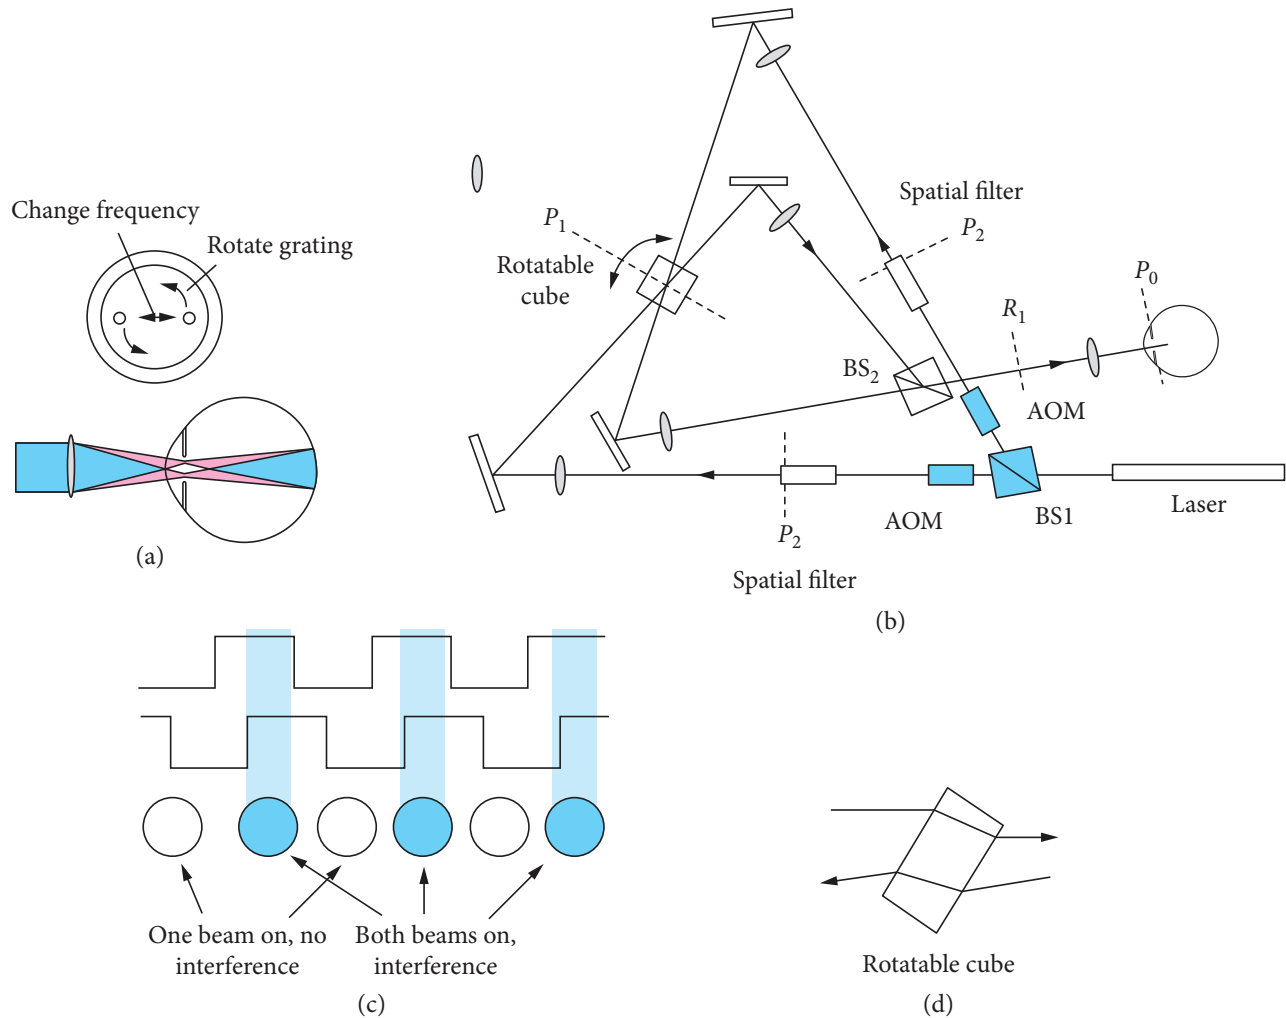 Change frequency
Rotate grating
(a)
P1
Rotatable
cube
Spatial filter
P2
P0
R1
BS2
AOM
AOM
BS1
Laser
P2
Spatial filter
(b)
One beam on, no
interference
Both beams on,
interference
(c)
Rotatable cube
(d)